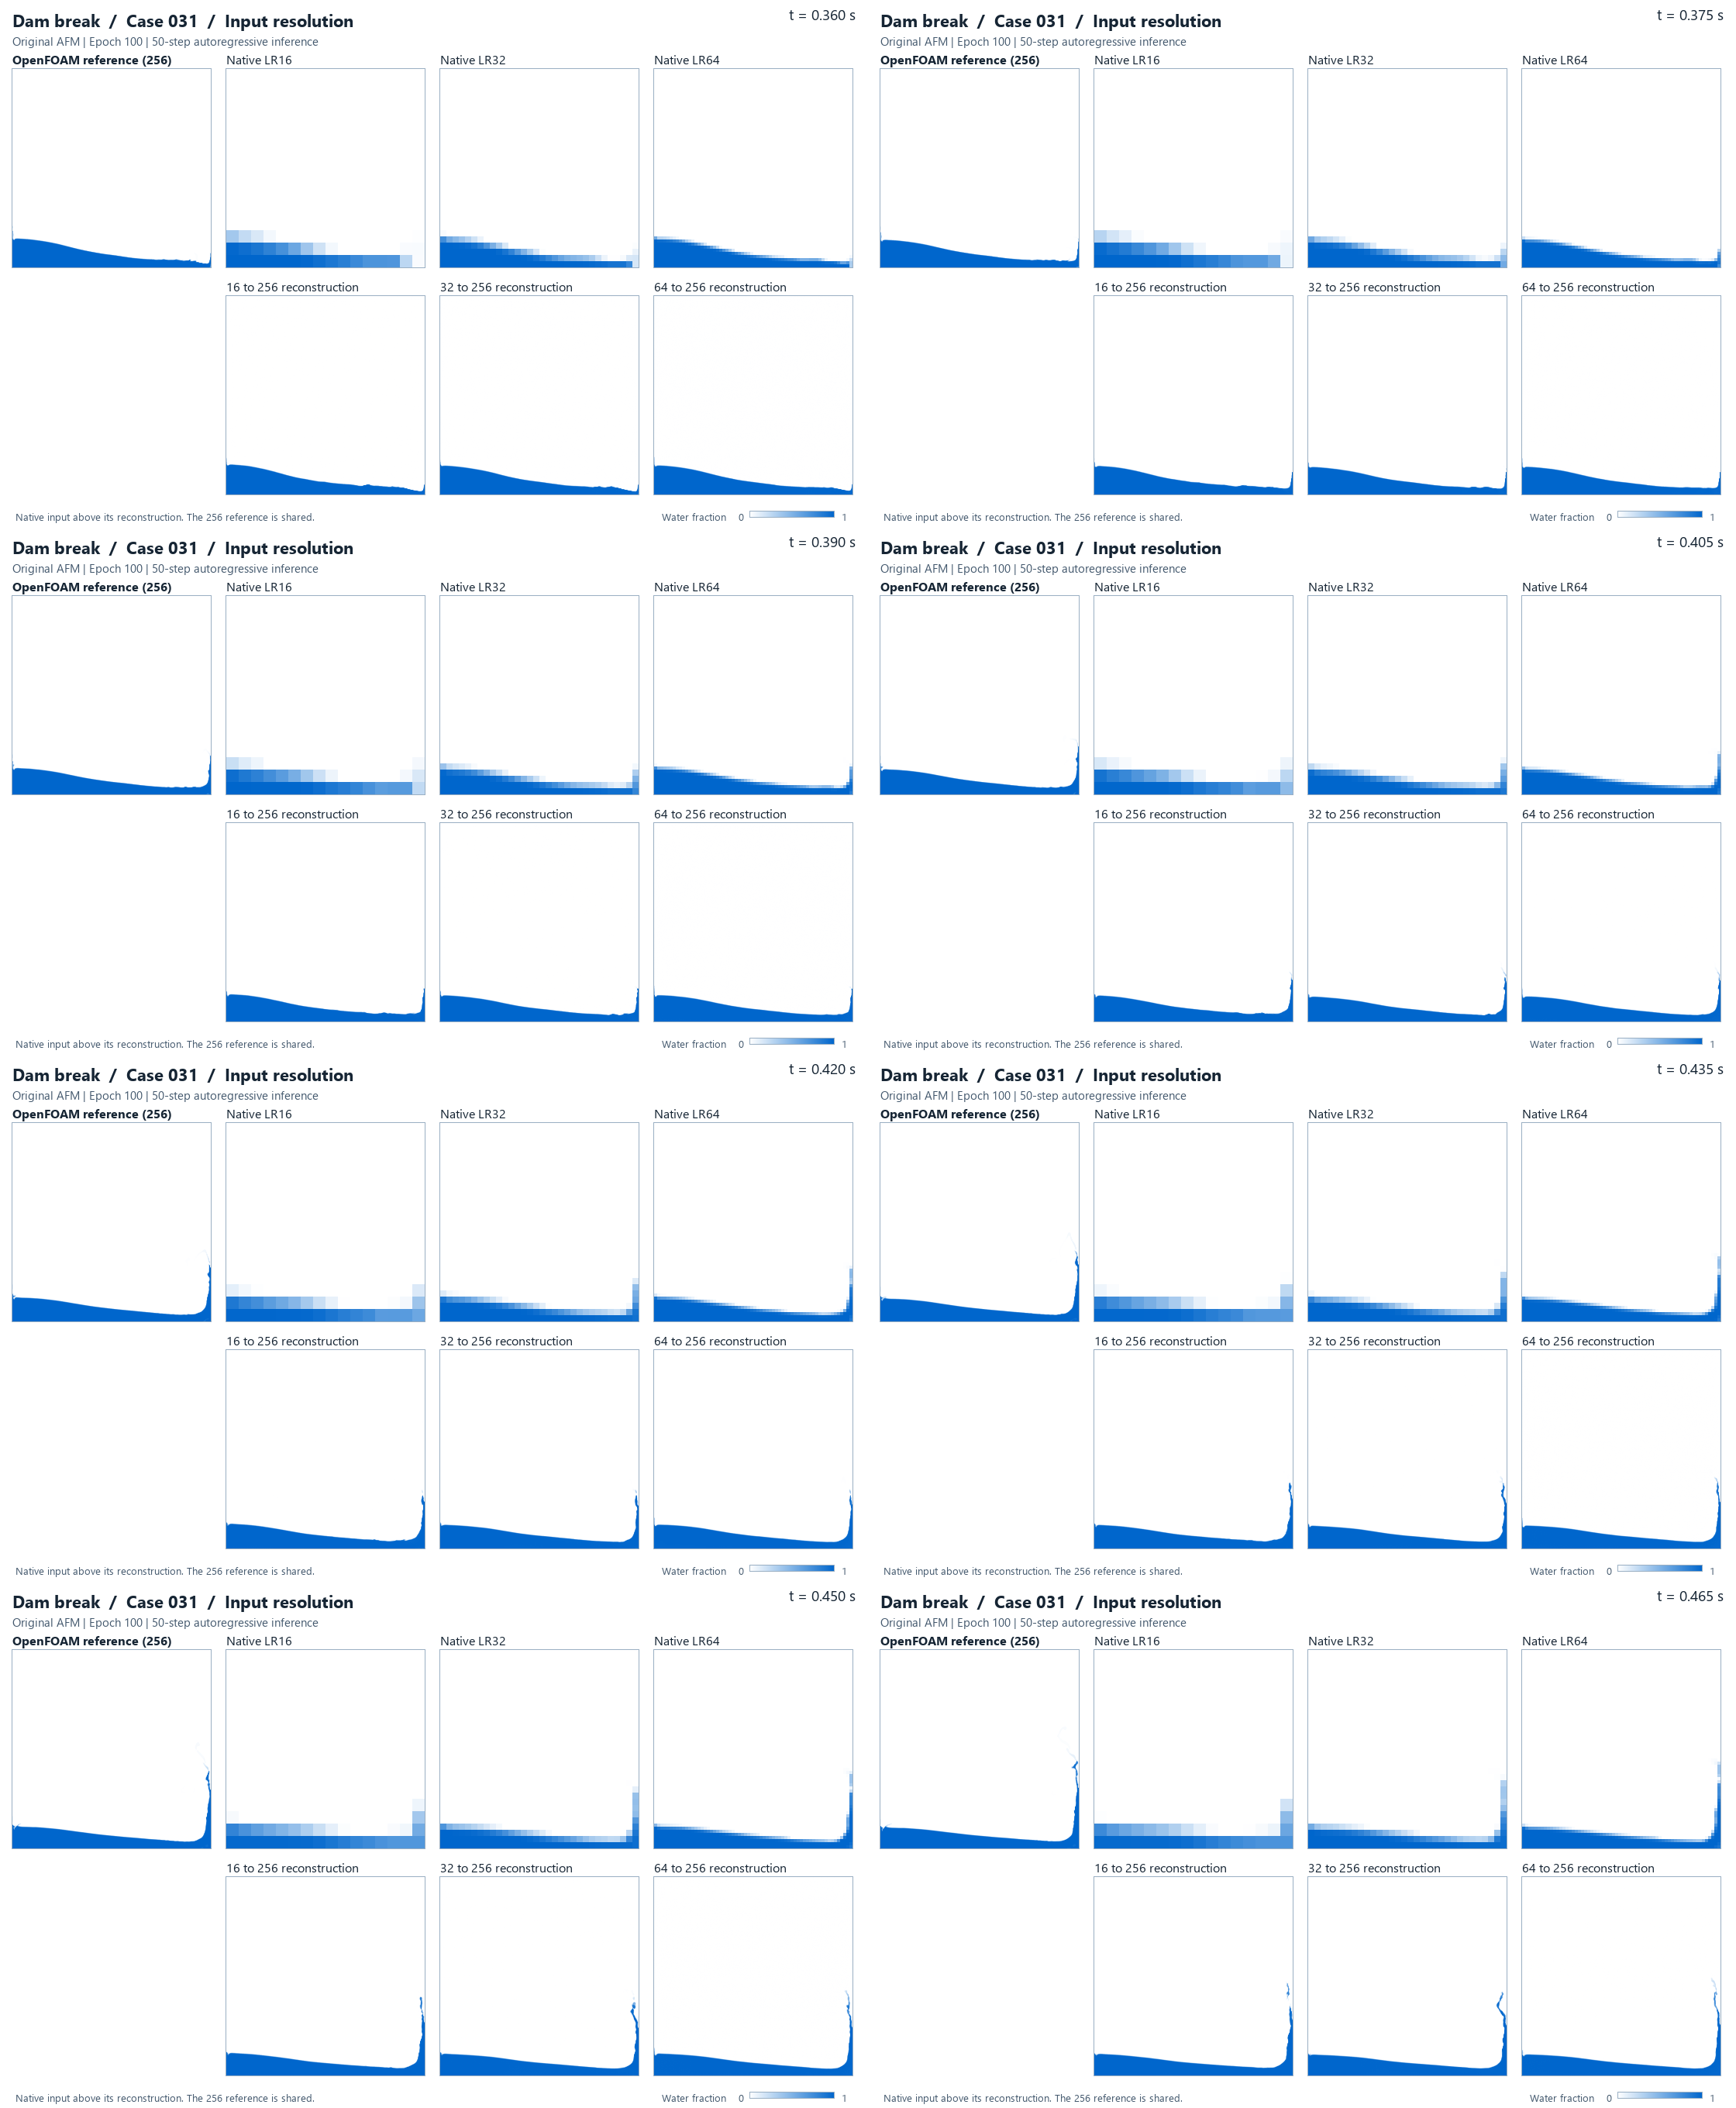 Dam break / Case 031 / Input resolution
t = 0.360 s
Original AFM | Epoch 100 | 50-step autoregressive inference
OpenFOAM reference (256)
Native LR16
Native LR32
Native LR64
16 to 256 reconstruction
32 to 256 reconstruction
64 to 256 reconstruction
Native input above its reconstruction. The 256 reference is shared.
Water fraction 0 1
Dam break / Case 031 / Input resolution
t = 0.375 s
Original AFM | Epoch 100 | 50-step autoregressive inference
OpenFOAM reference (256)
Native LR16
Native LR32
Native LR64
16 to 256 reconstruction
32 to 256 reconstruction
64 to 256 reconstruction
Native input above its reconstruction. The 256 reference is shared.
Water fraction 0 1
Dam break / Case 031 / Input resolution
t = 0.390 s
Original AFM | Epoch 100 | 50-step autoregressive inference
OpenFOAM reference (256)
Native LR16
Native LR32
Native LR64
16 to 256 reconstruction
32 to 256 reconstruction
64 to 256 reconstruction
Native input above its reconstruction. The 256 reference is shared.
Water fraction 0 1
Dam break / Case 031 / Input resolution
t = 0.405 s
Original AFM | Epoch 100 | 50-step autoregressive inference
OpenFOAM reference (256)
Native LR16
Native LR32
Native LR64
16 to 256 reconstruction
32 to 256 reconstruction
64 to 256 reconstruction
Native input above its reconstruction. The 256 reference is shared.
Water fraction 0 1
Dam break / Case 031 / Input resolution
t = 0.420 s
Original AFM | Epoch 100 | 50-step autoregressive inference
OpenFOAM reference (256)
Native LR16
Native LR32
Native LR64
16 to 256 reconstruction
32 to 256 reconstruction
64 to 256 reconstruction
Native input above its reconstruction. The 256 reference is shared.
Water fraction 0 1
Dam break / Case 031 / Input resolution
t = 0.435 s
Original AFM | Epoch 100 | 50-step autoregressive inference
OpenFOAM reference (256)
Native LR16
Native LR32
Native LR64
16 to 256 reconstruction
32 to 256 reconstruction
64 to 256 reconstruction
Native input above its reconstruction. The 256 reference is shared.
Water fraction 0 1
Dam break / Case 031 / Input resolution
t = 0.450 s
Original AFM | Epoch 100 | 50-step autoregressive inference
OpenFOAM reference (256)
Native LR16
Native LR32
Native LR64
16 to 256 reconstruction
32 to 256 reconstruction
64 to 256 reconstruction
Native input above its reconstruction. The 256 reference is shared.
Water fraction 0 1
Dam break / Case 031 / Input resolution
t = 0.465 s
Original AFM | Epoch 100 | 50-step autoregressive inference
OpenFOAM reference (256)
Native LR16
Native LR32
Native LR64
16 to 256 reconstruction
32 to 256 reconstruction
64 to 256 reconstruction
Native input above its reconstruction. The 256 reference is shared.
Water fraction 0 1